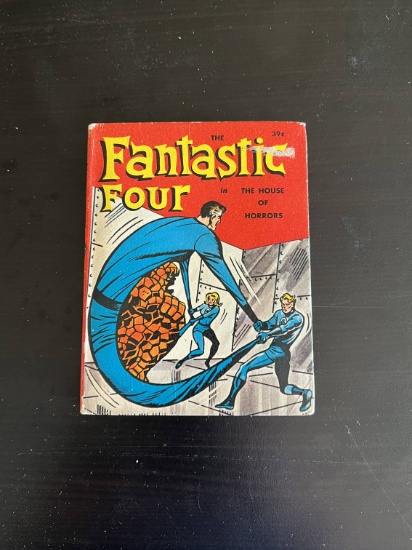 THE
39¢
Fantastic
Four
in THE HOUSE
OF
HORRORS